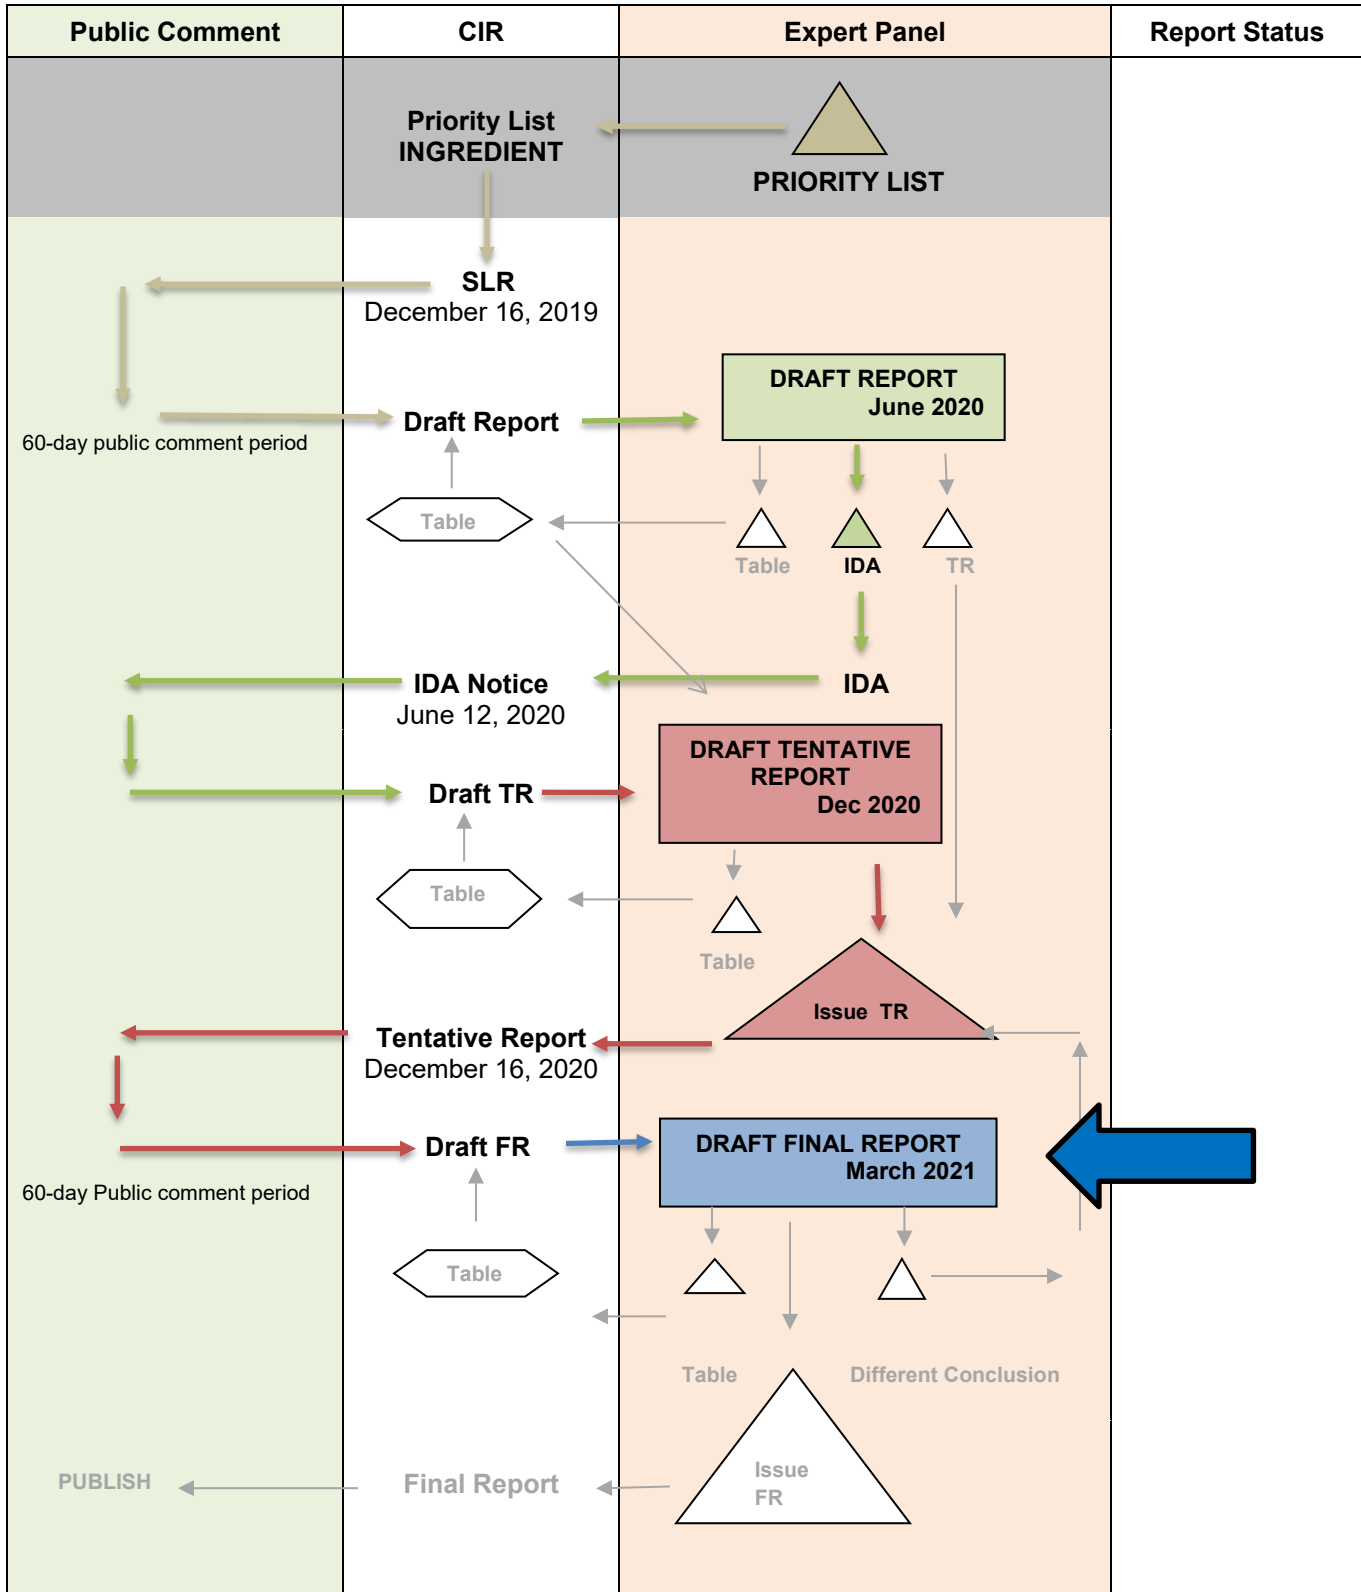 Public Comment
CIR
Expert Panel
Report Status
Priority List
INGREDIENT
PRIORITY LIST
SLR
December 16, 2019
60-day public comment period
Draft Report
DRAFT REPORT
June 2020
Table
Table
IDA
TR
IDA Notice
June 12, 2020
IDA
Draft TR
DRAFT TENTATIVE
REPORT
Dec 2020
Table
Table
Issue TR
Tentative Report
December 16, 2020
60-day Public comment period
Draft FR
DRAFT FINAL REPORT
March 2021
Table
Table
Different Conclusion
PUBLISH
Final Report
Issue
FR